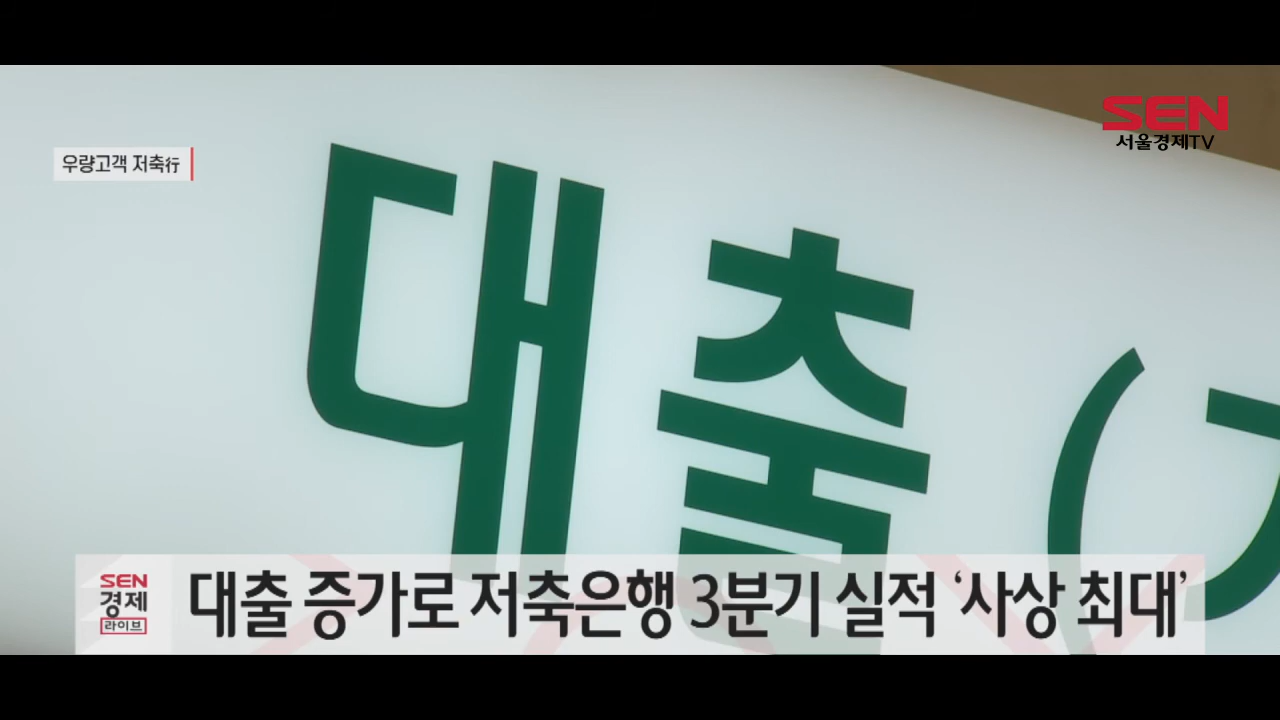 SEN
서울경제TV
우량고객 저축行
대출 (
SEN
경제
라이브
대출 증가로 저축은행 3분기 실적 ‘사상 최대’